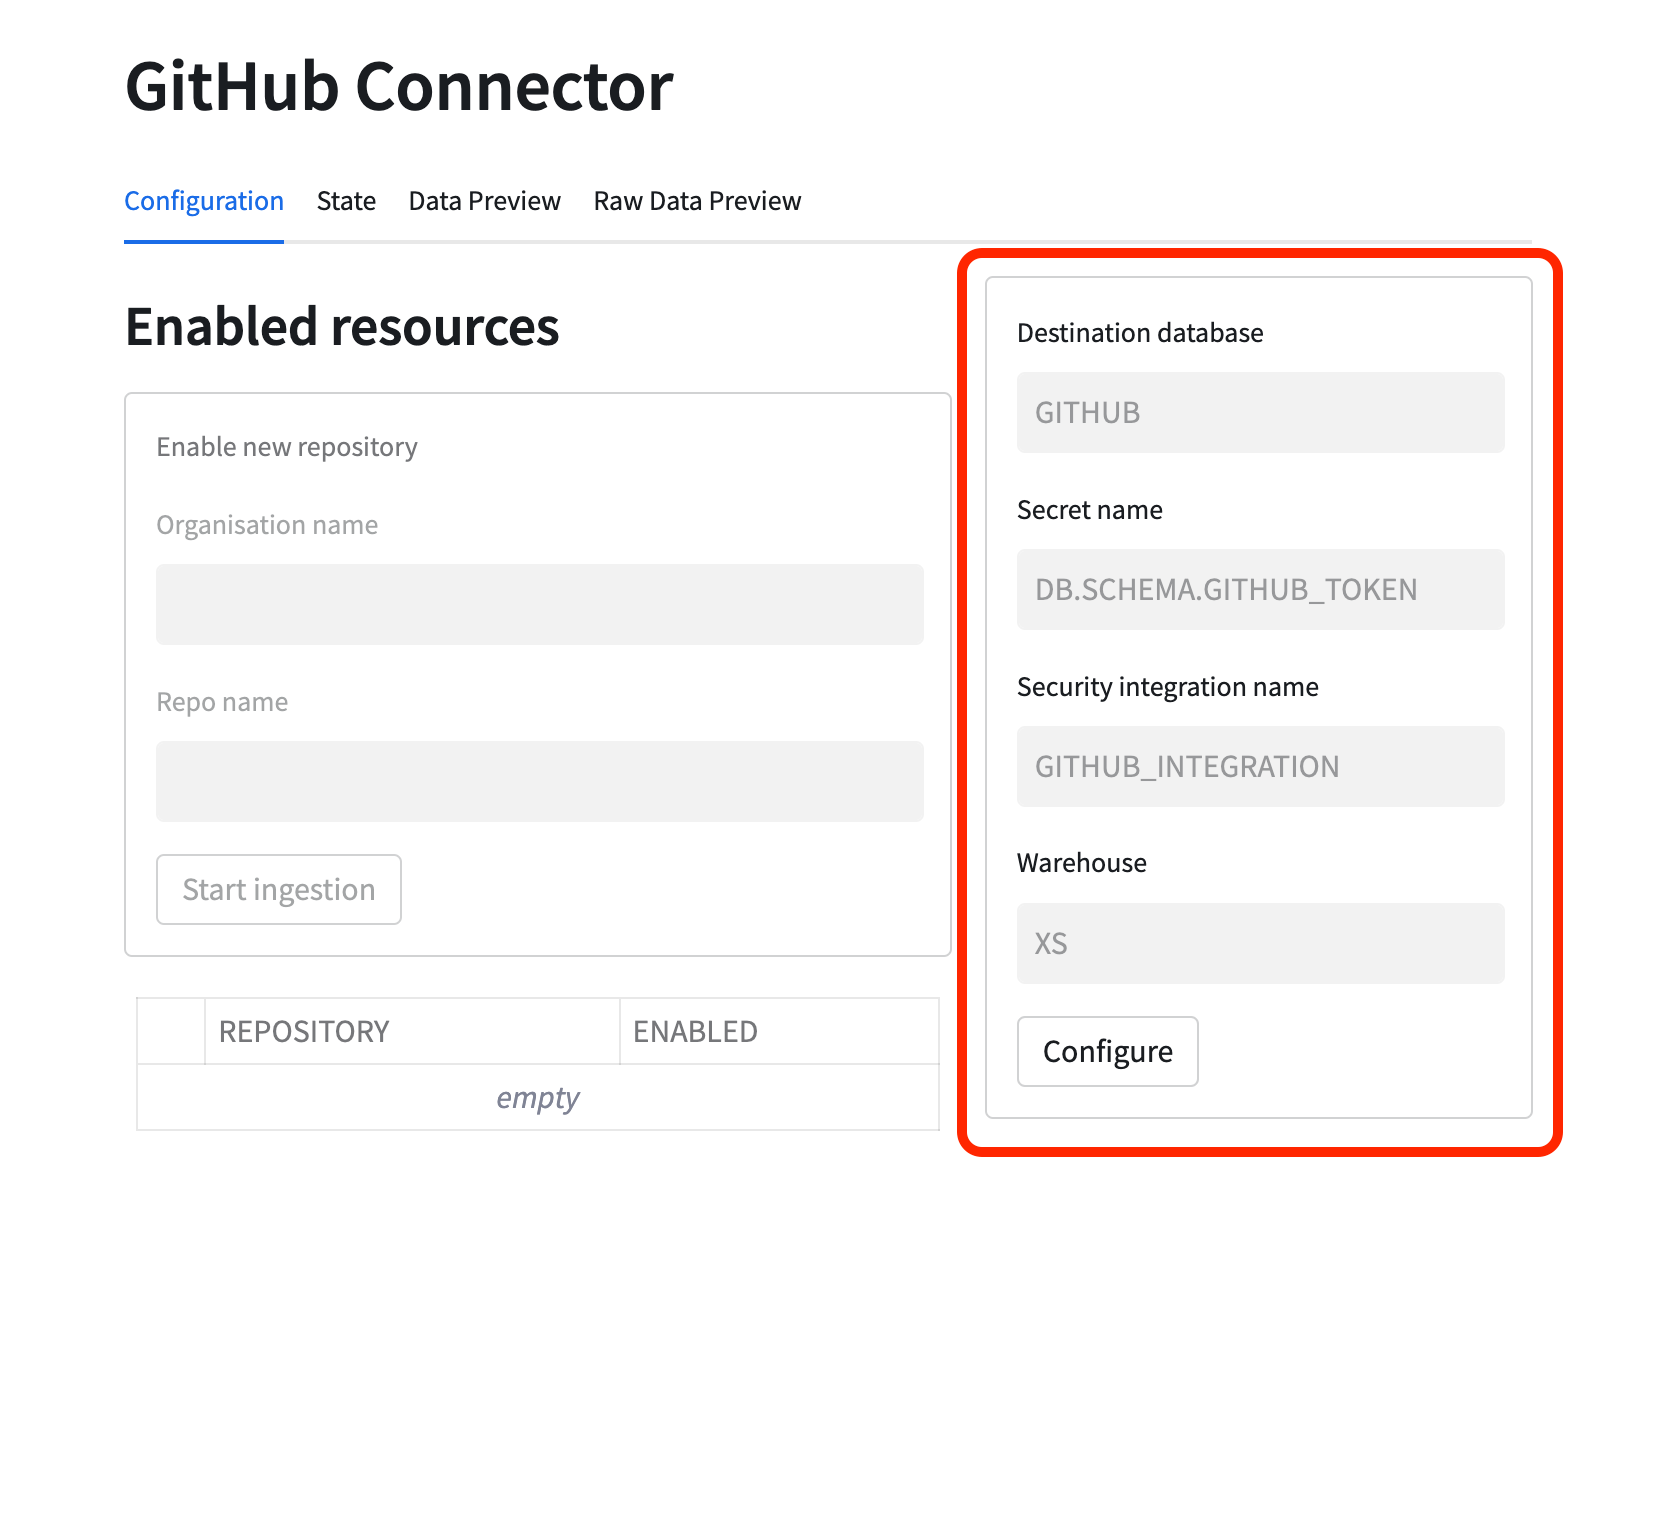 GitHub Connector
Configuration State Data Preview Raw Data Preview
Enabled resources
Enable new repository
Organisation name
Repo name
Start ingestion
REPOSITORY ENABLED
empty
Destination database
GITHUB
Secret name
DB.SCHEMA.GITHUB_TOKEN
Security integration name
GITHUB_INTEGRATION
Warehouse
XS
Configure